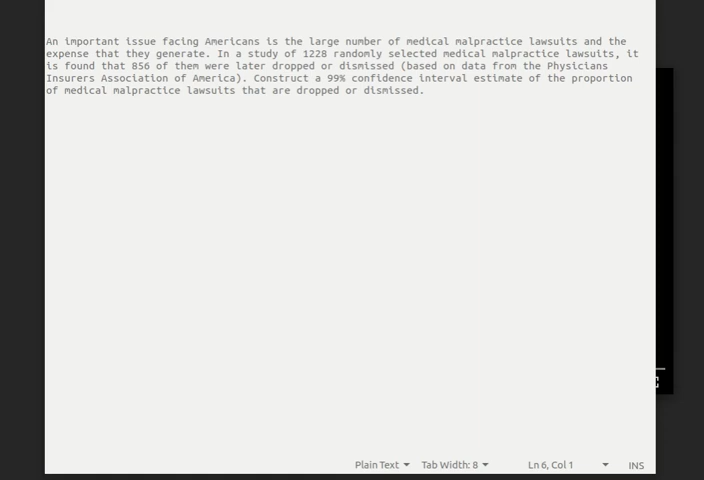 An important issue facing Americans is the large number of medical malpractice lawsuits and the
expense that they generate. In a study of 1228 randomly selected medical malpractice lawsuits, it
is found that 856 of them were later dropped or dismissed (based on data from the Physicians
Insurers Association of America). Construct a 99% confidence interval estimate of the proportion
of medical malpractice lawsuits that are dropped or dismissed.
Plain Text Tab Width: 8 Ln 6, Col 1 INS